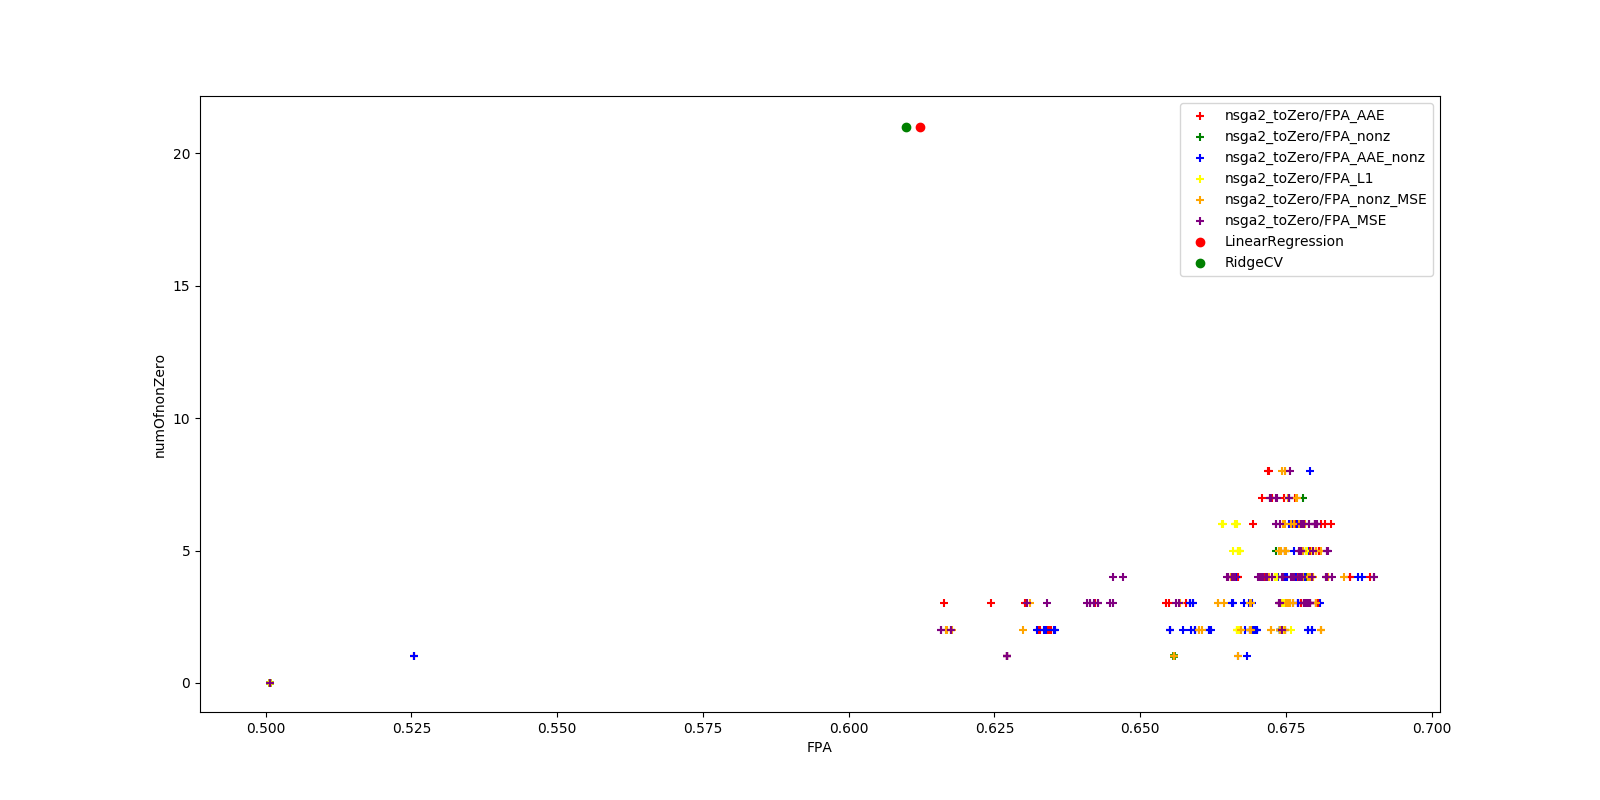 nsga2_toZero/FPA_AAE
nsga2_toZero/FPA_nonz
nsga2_toZero/FPA_AAE_nonz
nsga2_toZero/FPA_L1
nsga2_toZero/FPA_nonz_MSE
nsga2_toZero/FPA_MSE
LinearRegression
RidgeCV
numOfnonZero
20
15
10
5
0
0.500 0.525 0.550 0.575 0.600 0.625 0.650 0.675 0.700
FPA